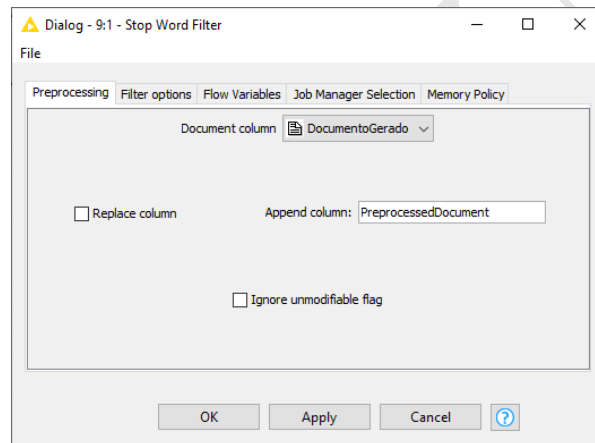 Dialog - 9:1 - Stop Word Filter
File
Preprocessing Filter options Flow Variables Job Manager Selection Memory Policy
Document column DocumentoGerado
Replace column Append column: PreprocessedDocument
Ignore unmodifiable flag
OK Apply Cancel ?